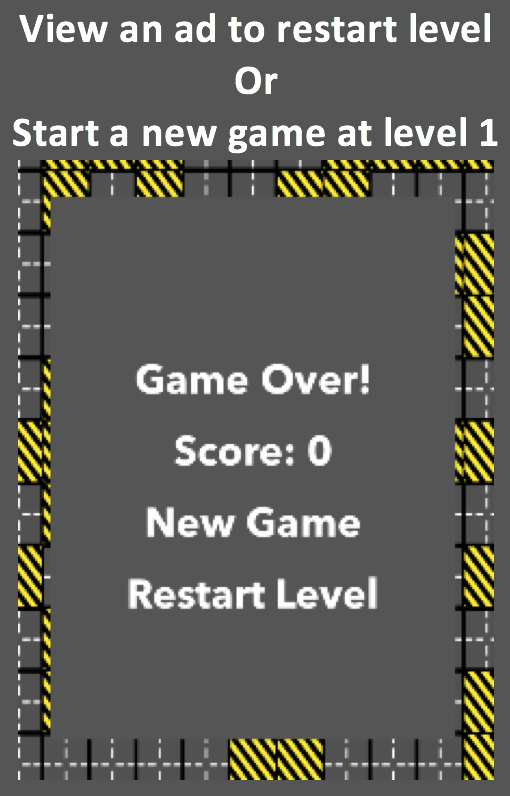 View an ad to restart level
Or
Start a new game at level 1
Game Over!
Score: 0
New Game
Restart Level